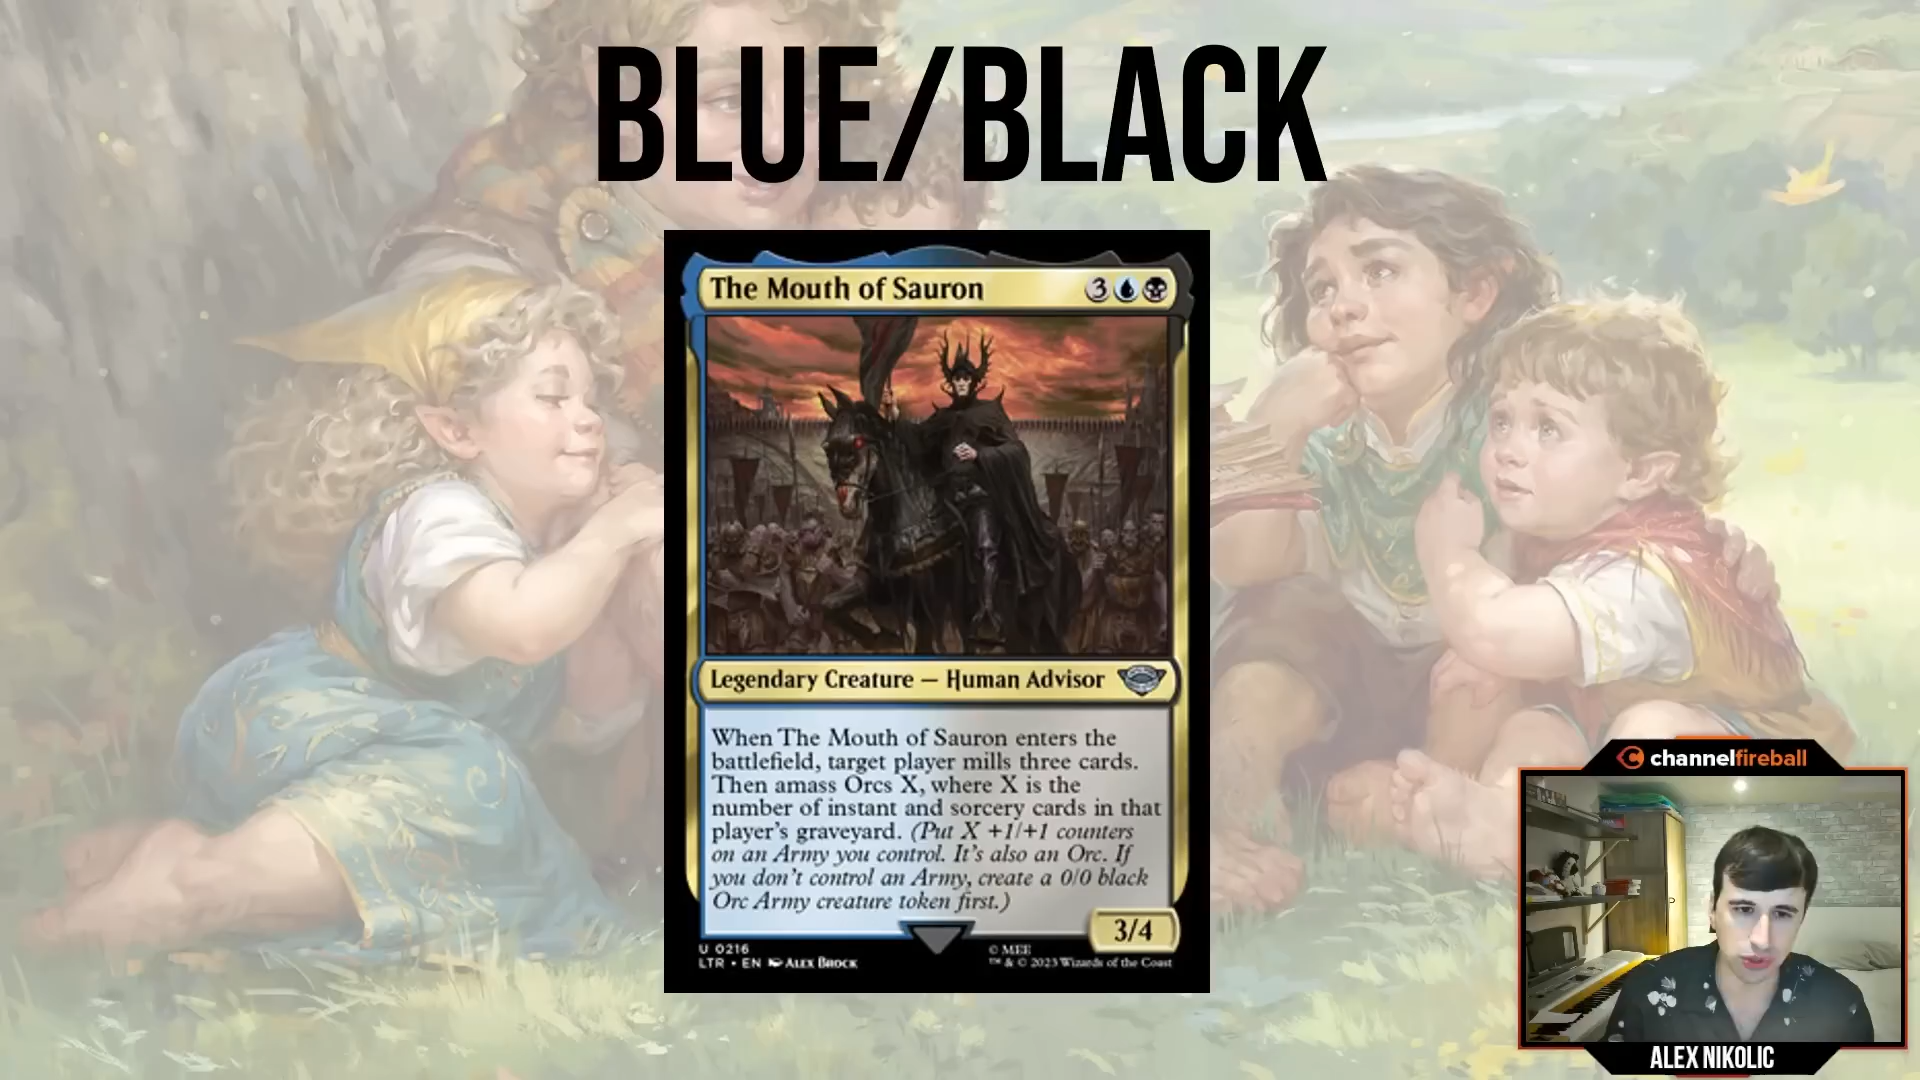 BLUE/BLACK
The Mouth of Sauron 3
Legendary Creature — Human Advisor
When The Mouth of Sauron enters the
battlefield, target player mills three cards.
Then amass Orcs X, where X is the
number of instant and sorcery cards in that
player's graveyard. (Put X +1/+1 counters
on an Army you control. It's also an Orc. If
you don't control an Army, create a 0/0 black
Orc Army creature token first.)
3/4
U 0216
LTR • EN ALEX BROCK
© MEE
™ & © 2023 Wizards of the Coast
channelfireball
ALEX NIKOLIC